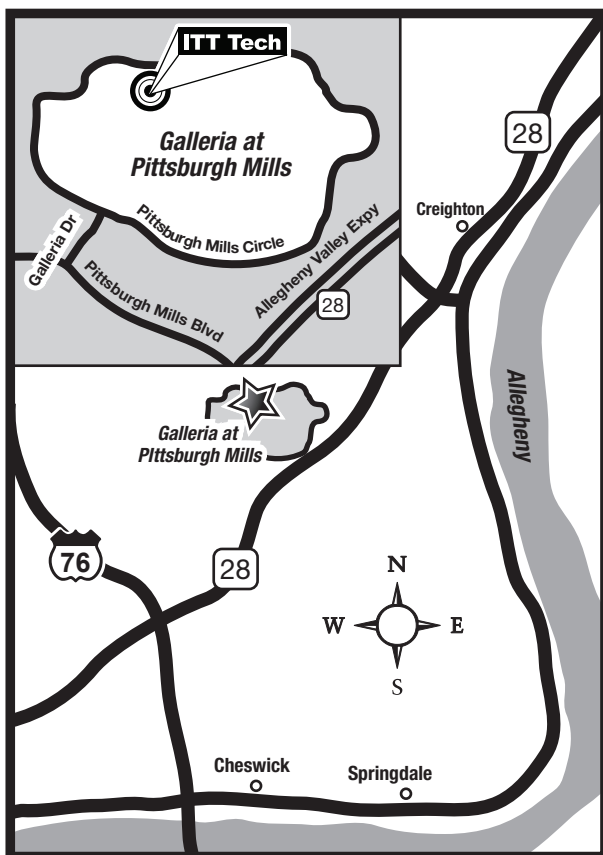 ITT Tech
Galleria at
Pittsburgh Mills
Pittsburgh Mills Circle
Galleria Dr
Pittsburgh Mills Blvd
Allegheny Valley Expy
28
28
Creighton
Allegheny
Galleria at
PIttsburgh Mills
76
28
N
W
E
S
Cheswick
Springdale